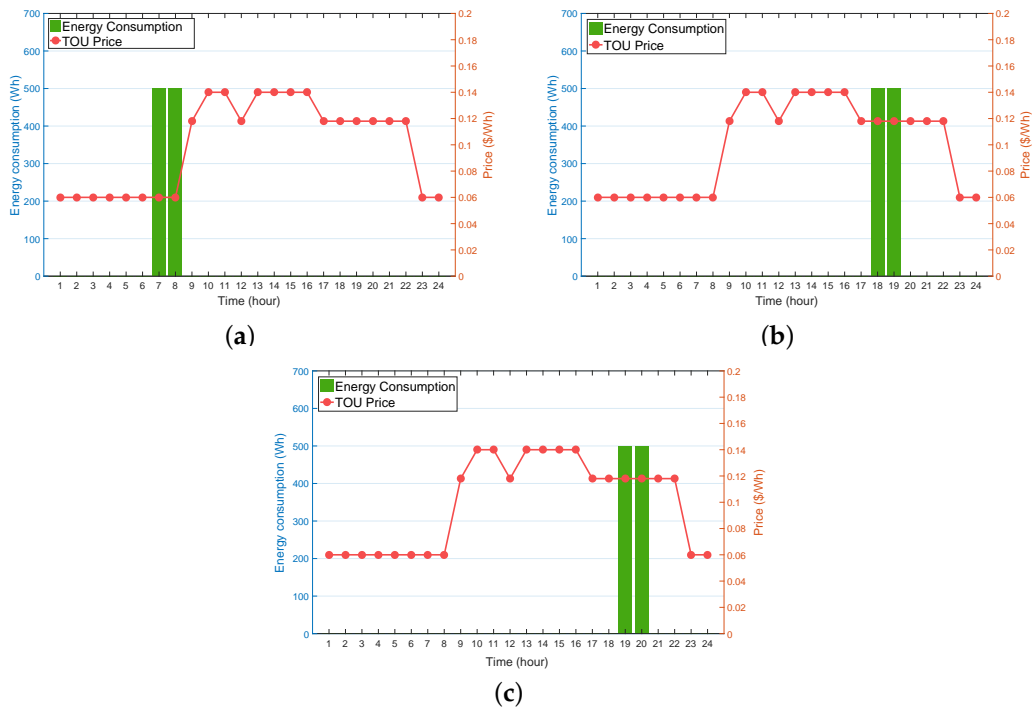 Energy Consumption
TOU Price
700
600
500
400
300
200
100
0
Energy consumption (Wh)
0.2
0.18
0.16
0.14
0.12
0.1
0.08
0.06
0.04
0.02
0
Price ($/Wh)
1 2 3 4 5 6 7 8 9 10 11 12 13 14 15 16 17 18 19 20 21 22 23 24
Time (hour)
(a)
Energy Consumption
TOU Price
700
600
500
400
300
200
100
0
Energy consumption (Wh)
0.2
0.18
0.16
0.14
0.12
0.1
0.08
0.06
0.04
0.02
0
Price ($/Wh)
1 2 3 4 5 6 7 8 9 10 11 12 13 14 15 16 17 18 19 20 21 22 23 24
Time (hour)
(b)
Energy Consumption
TOU Price
700
600
500
400
300
200
100
0
Energy consumption (Wh)
0.2
0.18
0.16
0.14
0.12
0.1
0.08
0.06
0.04
0.02
0
Price ($/Wh)
1 2 3 4 5 6 7 8 9 10 11 12 13 14 15 16 17 18 19 20 21 22 23 24
Time (hour)
(c)